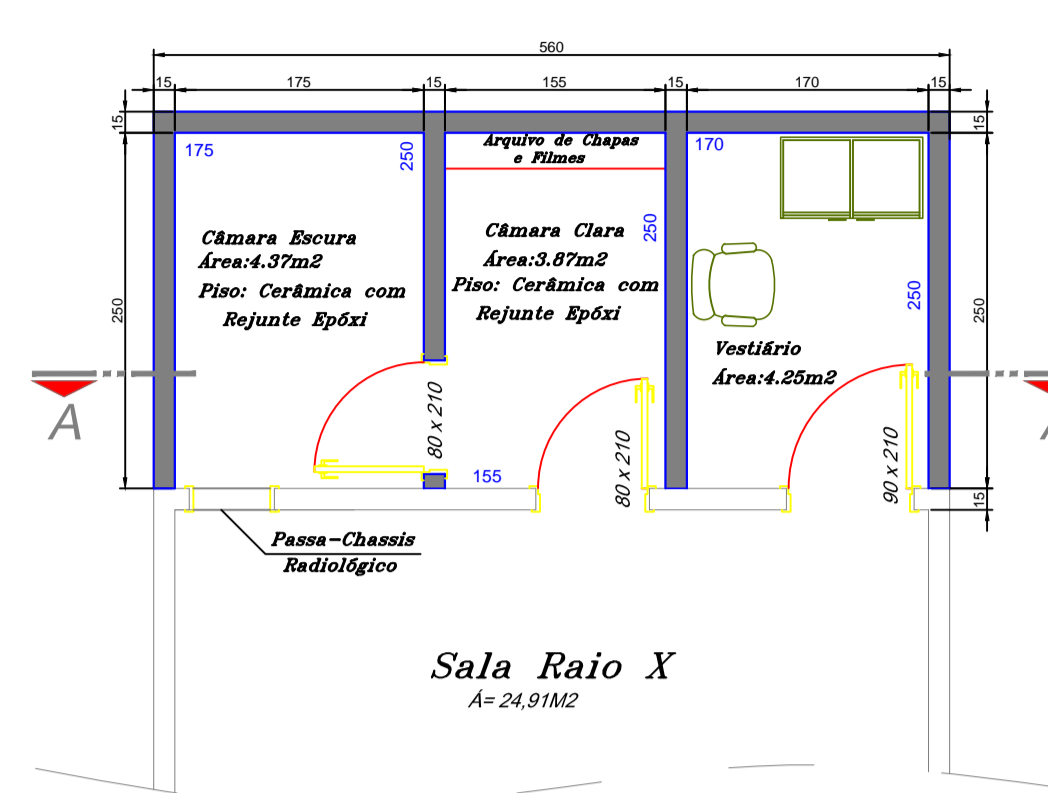 560
15 175 15 155 15 170 15
15
15
175
250
Arquivo de Chapas
e Filmes
170
250
Câmara Escura
Área:4.37m2
Piso: Cerâmica com
Rejunte Epóxi
Câmara Clara
Área:3.87m2
Piso: Cerâmica com
Rejunte Epóxi
250
250
250
Vestiário
Área:4.25m2
A
80 x 210
155
80 x 210
90 x 210
15
Passa-Chassis
Radiológico
Sala Raio X
Á= 24,91M2